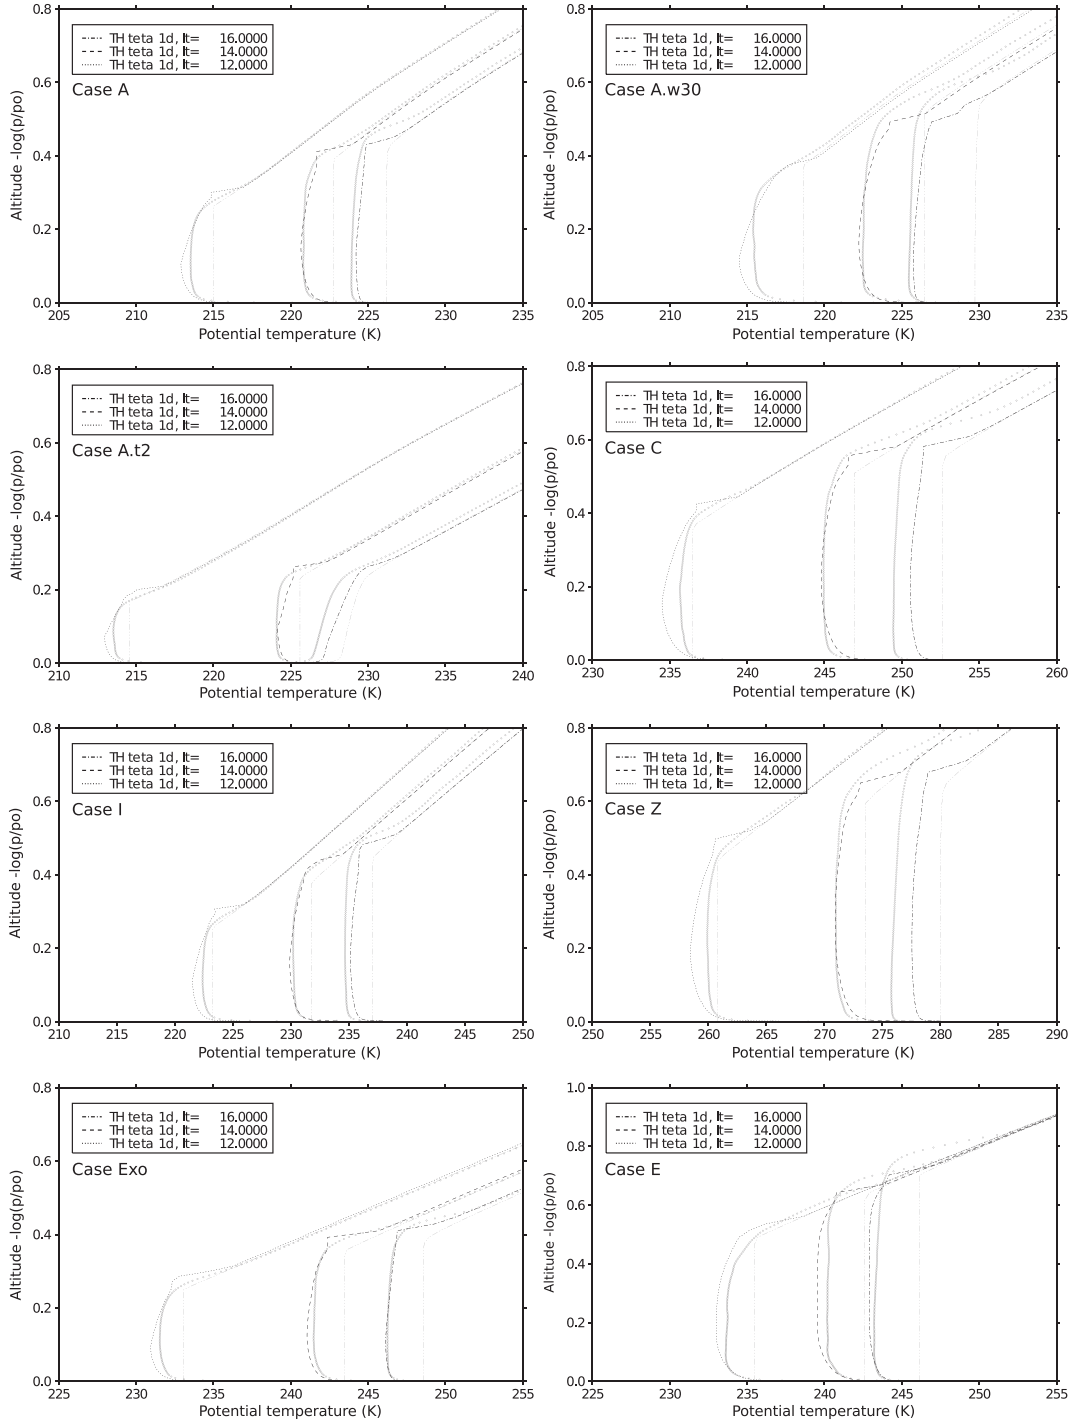 0.8
0.6
0.4
0.2
0.0
Altitude -log(p/po)
TH teta 1d, lt= 16.0000
TH teta 1d, lt= 14.0000
TH teta 1d, lt= 12.0000
Case A
205 210 215 220 225 230 235
Potential temperature (K)
0.8
0.6
0.4
0.2
0.0
Altitude -log(p/po)
TH teta 1d, lt= 16.0000
TH teta 1d, lt= 14.0000
TH teta 1d, lt= 12.0000
Case A.w30
205 210 215 220 225 230 235
Potential temperature (K)
0.8
0.6
0.4
0.2
0.0
Altitude -log(p/po)
TH teta 1d, lt= 16.0000
TH teta 1d, lt= 14.0000
TH teta 1d, lt= 12.0000
Case A.t2
210 215 220 225 230 235 240
Potential temperature (K)
0.8
0.6
0.4
0.2
0.0
Altitude -log(p/po)
TH teta 1d, lt= 16.0000
TH teta 1d, lt= 14.0000
TH teta 1d, lt= 12.0000
Case C
230 235 240 245 250 255 260
Potential temperature (K)
0.8
0.6
0.4
0.2
0.0
Altitude -log(p/po)
TH teta 1d, lt= 16.0000
TH teta 1d, lt= 14.0000
TH teta 1d, lt= 12.0000
Case I
210 215 220 225 230 235 240 245 250
Potential temperature (K)
0.8
0.6
0.4
0.2
0.0
Altitude -log(p/po)
TH teta 1d, lt= 16.0000
TH teta 1d, lt= 14.0000
TH teta 1d, lt= 12.0000
Case Z
250 255 260 265 270 275 280 285 290
Potential temperature (K)
0.8
0.6
0.4
0.2
0.0
Altitude -log(p/po)
TH teta 1d, lt= 16.0000
TH teta 1d, lt= 14.0000
TH teta 1d, lt= 12.0000
Case Exo
225 230 235 240 245 250 255
Potential temperature (K)
1.0
0.8
0.6
0.4
0.2
0.0
Altitude -log(p/po)
TH teta 1d, lt= 16.0000
TH teta 1d, lt= 14.0000
TH teta 1d, lt= 12.0000
Case E
225 230 235 240 245 250 255
Potential temperature (K)